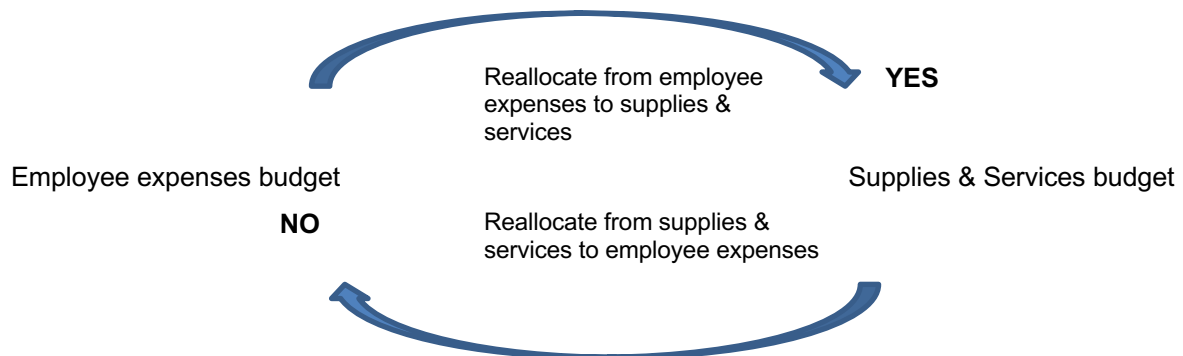 Reallocate from employee
expenses to supplies &
services
YES
Employee expenses budget
Supplies & Services budget
NO
Reallocate from supplies &
services to employee expenses